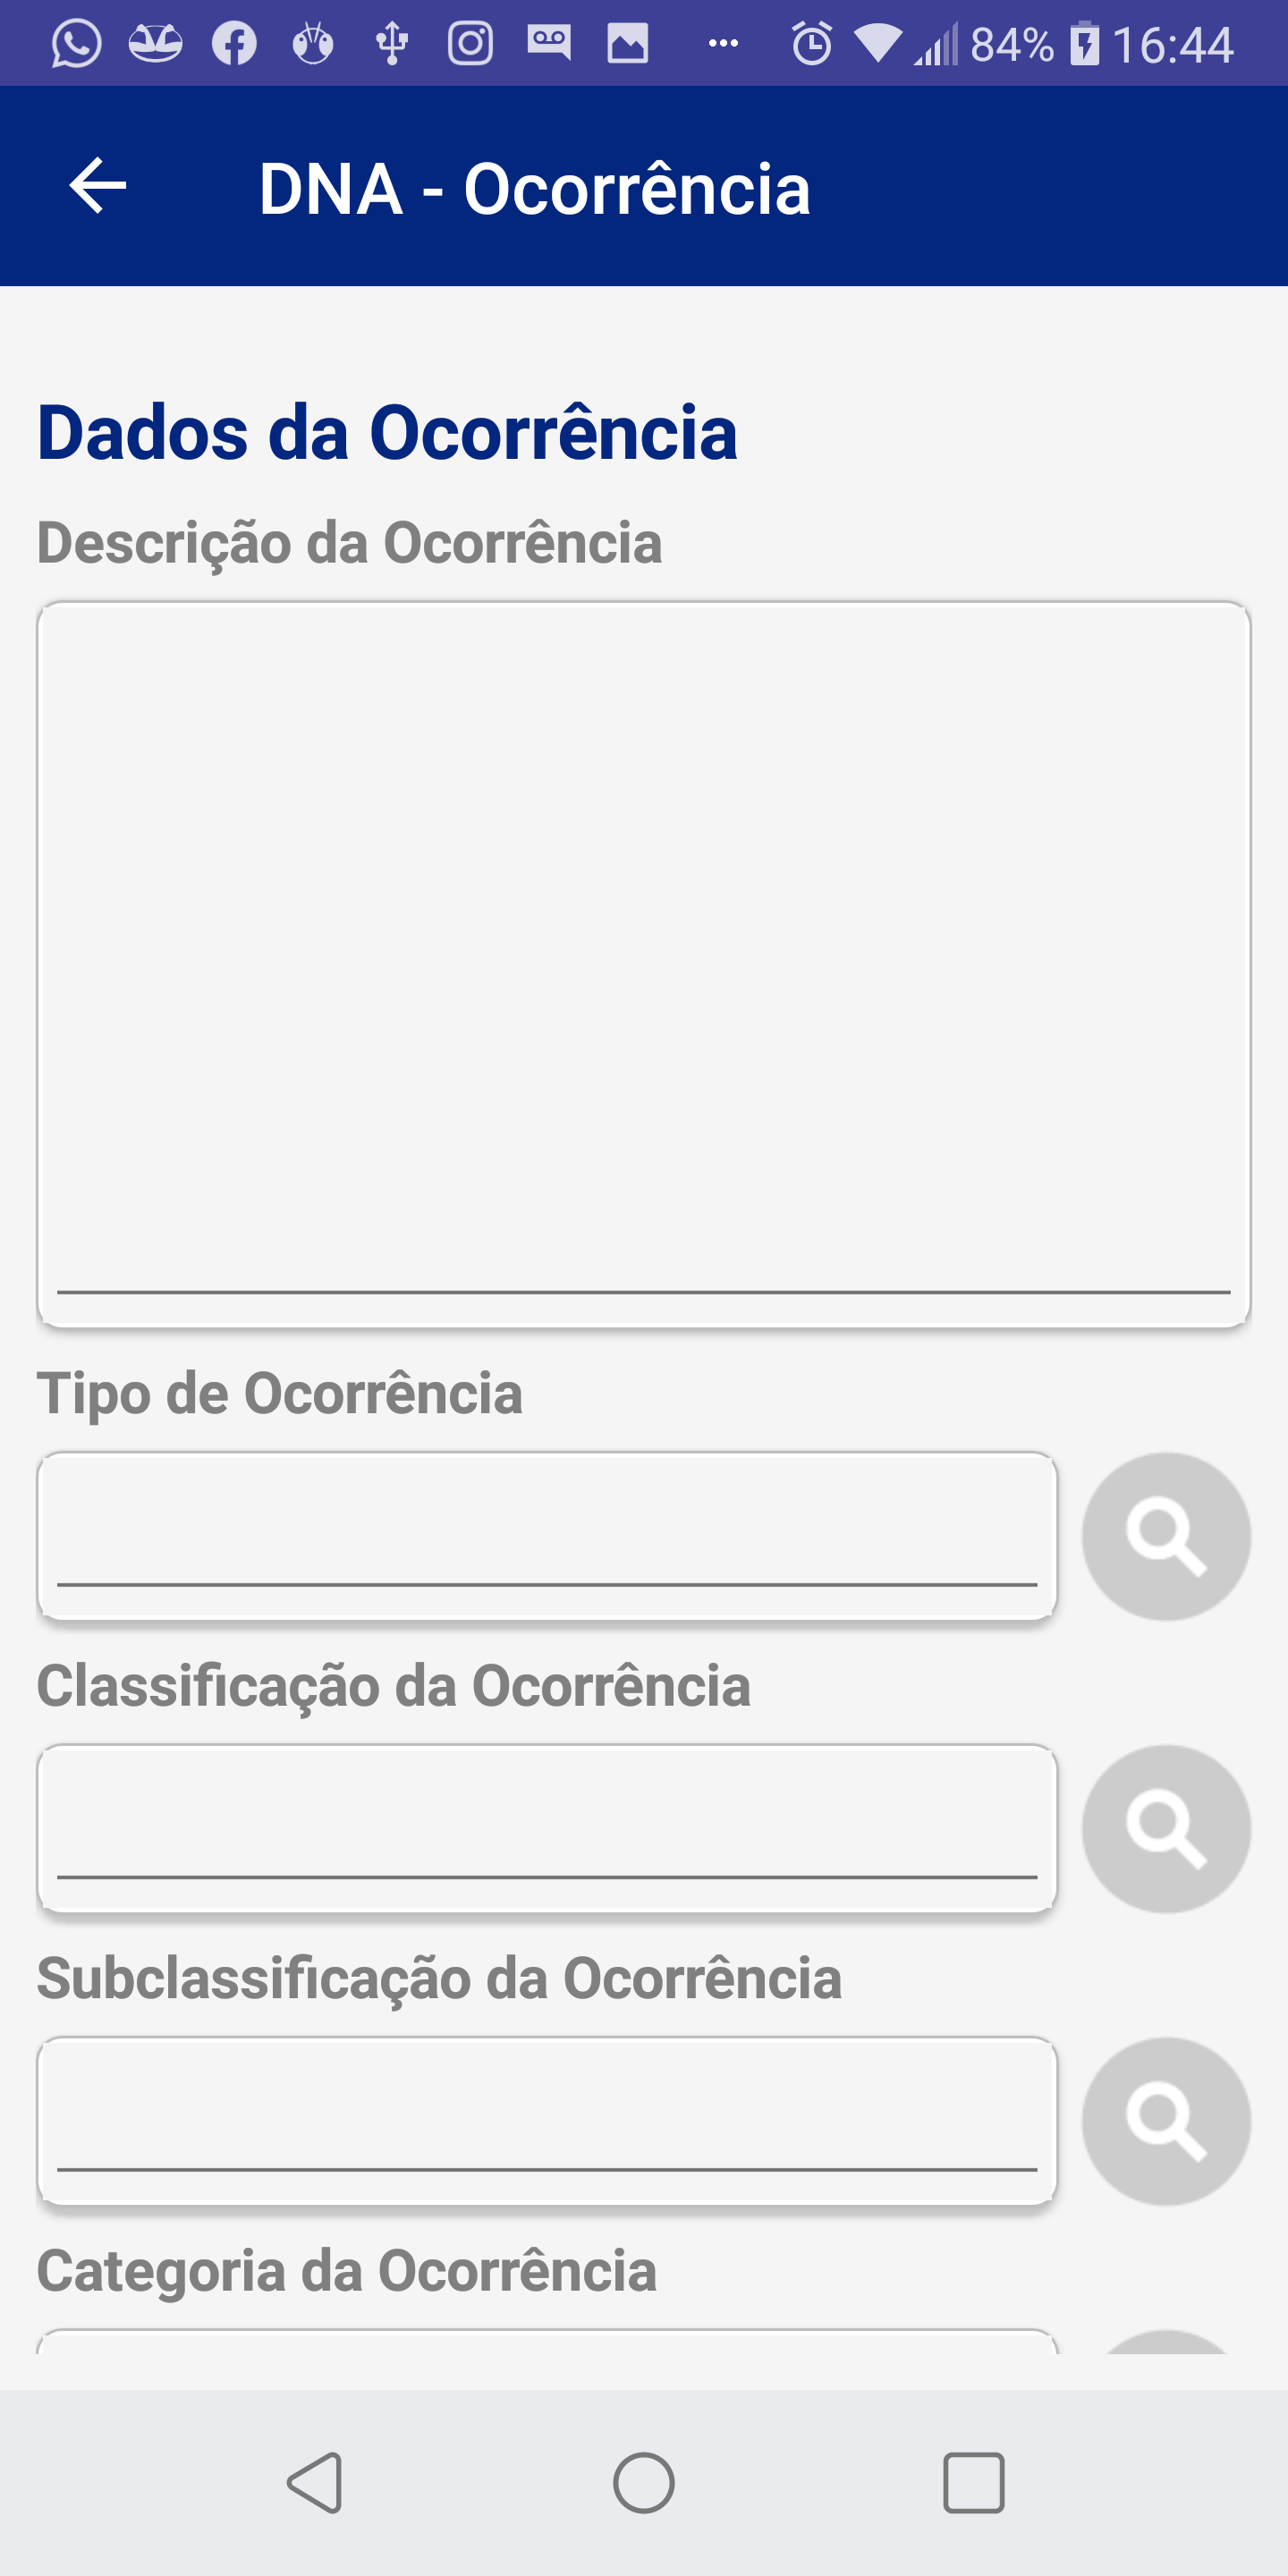 84% 16:44
DNA - Ocorrência
Dados da Ocorrência
Descrição da Ocorrência
Tipo de Ocorrência
Classificação da Ocorrência
Subclassificação da Ocorrência
Categoria da Ocorrência